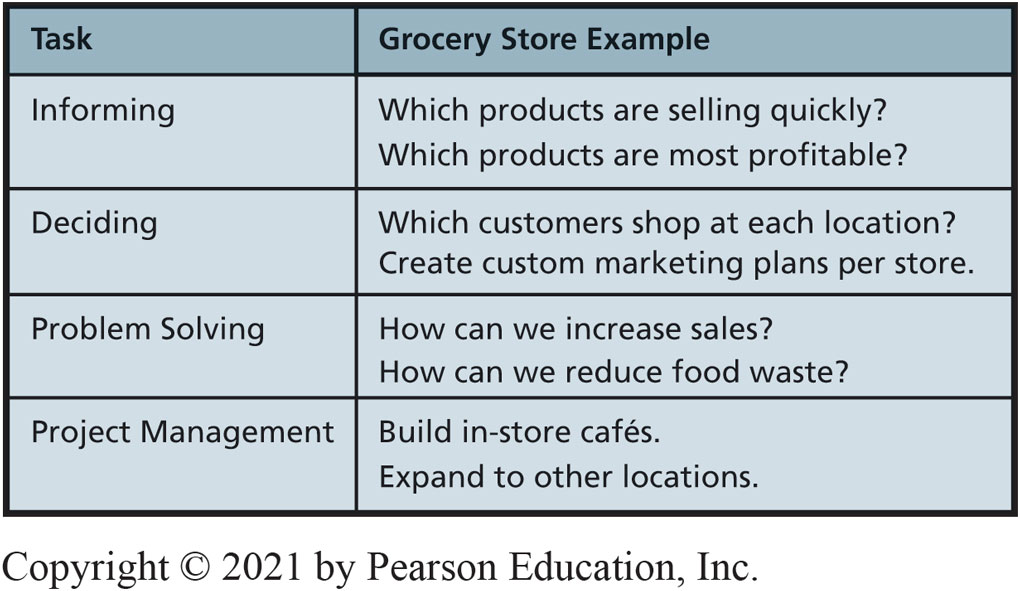 Task Grocery Store Example
Informing Which products are selling quickly?
Which products are most profitable?
Deciding Which customers shop at each location?
Create custom marketing plans per store.
Problem Solving How can we increase sales?
How can we reduce food waste?
Project Management Build in-store cafés.
Expand to other locations.
Copyright © 2021 by Pearson Education, Inc.